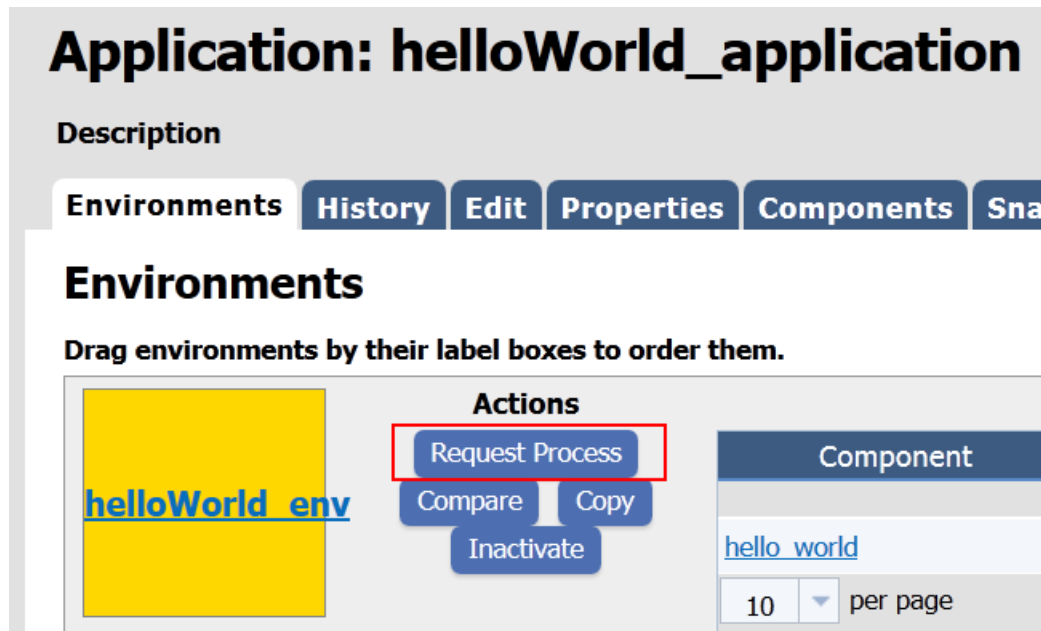 Application: helloWorld_application
Description
Environments History Edit Properties Components Sna
Environments
Drag environments by their label boxes to order them.
Actions
Request Process
Component
helloWorld_env
Compare Copy
Inactivate
hello_world
10 per page